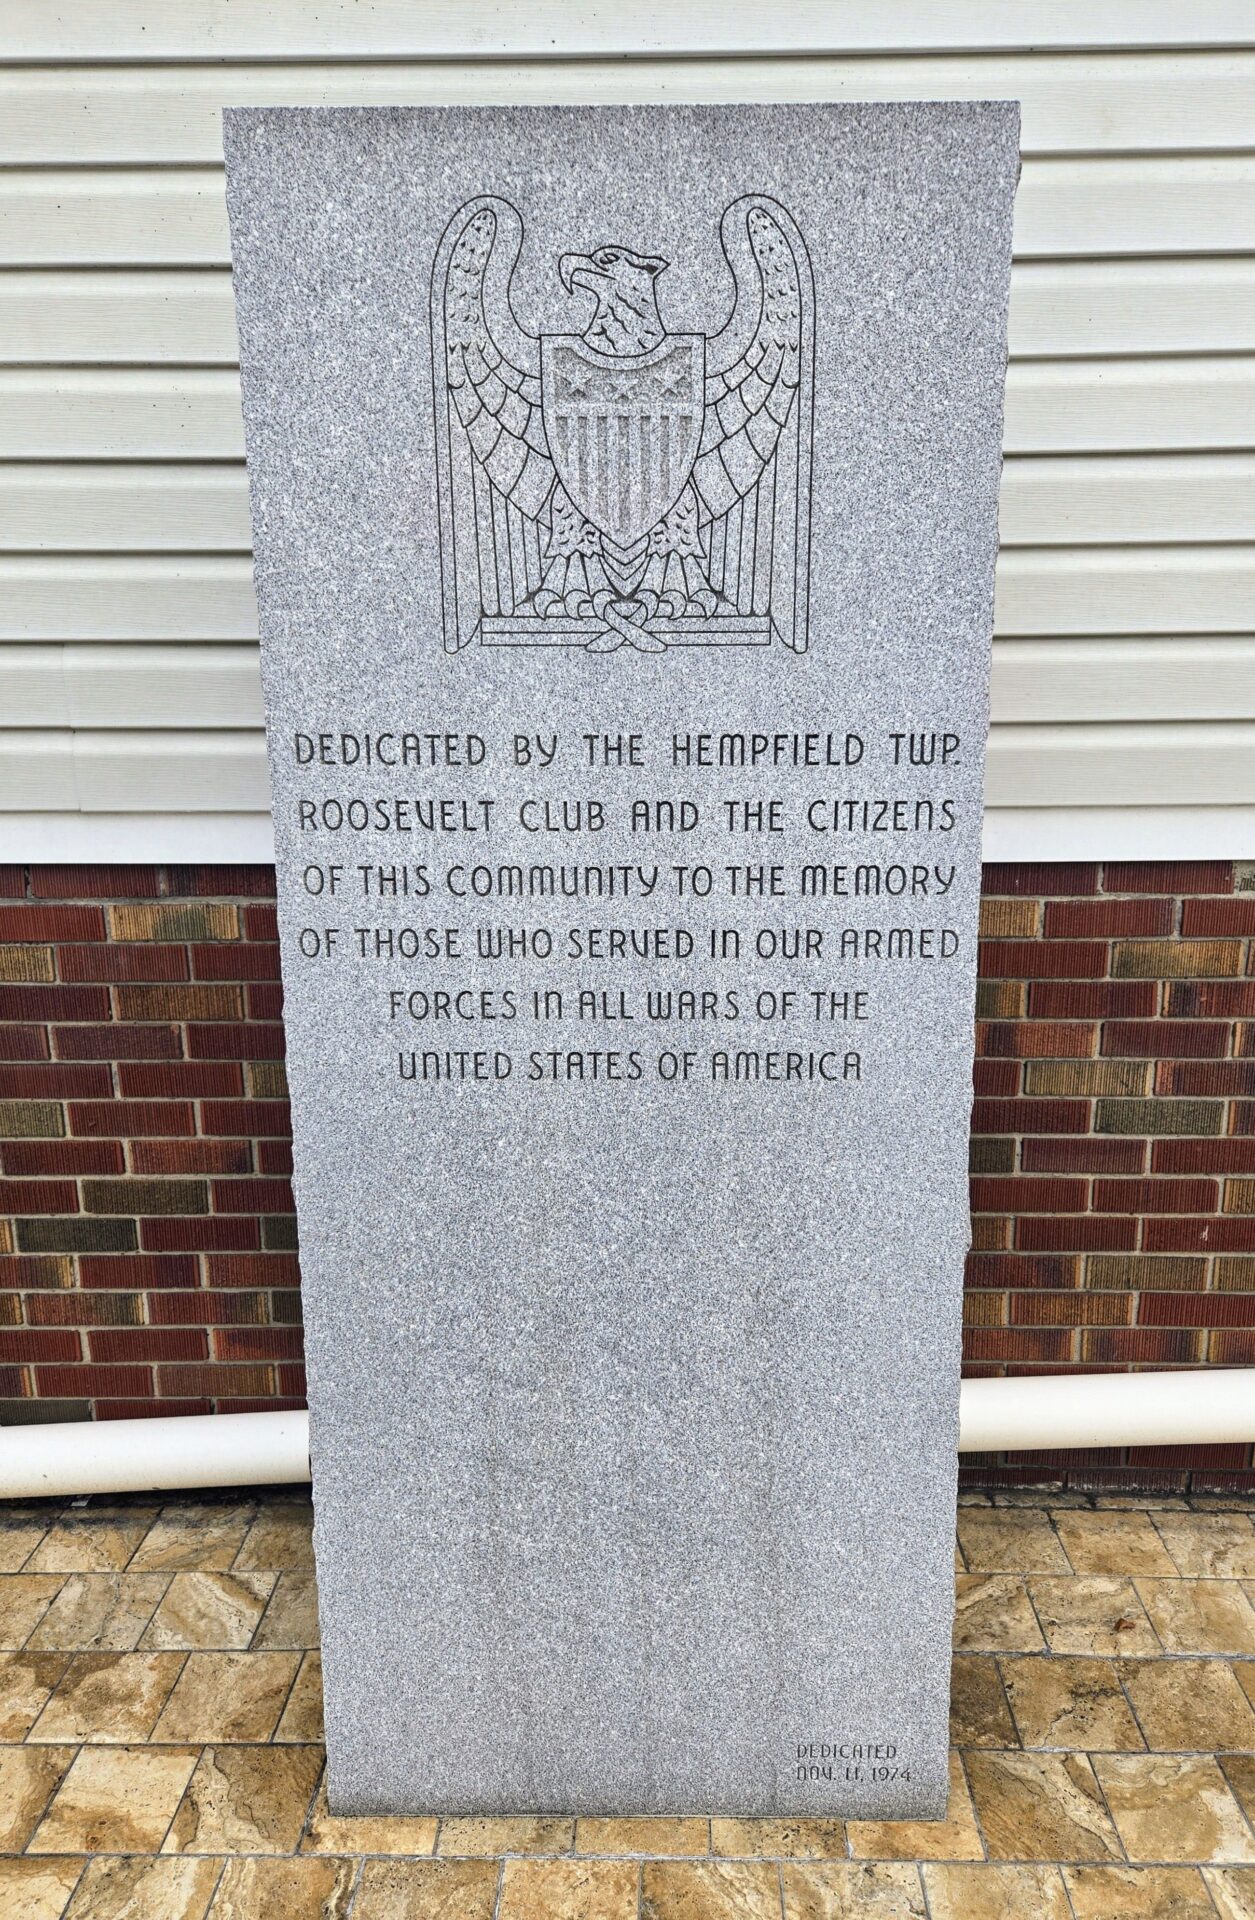 DEDICATED BY THE HEMPFIELD TWP.
ROOSEVELT CLUB AND THE CITIZENS
OF THIS COMMUNITY TO THE MEMORY
OF THOSE WHO SERVED IN OUR ARMED
FORCES IN ALL WARS OF THE
UNITED STATES OF AMERICA
DEDICATED
NOV. 11, 1974